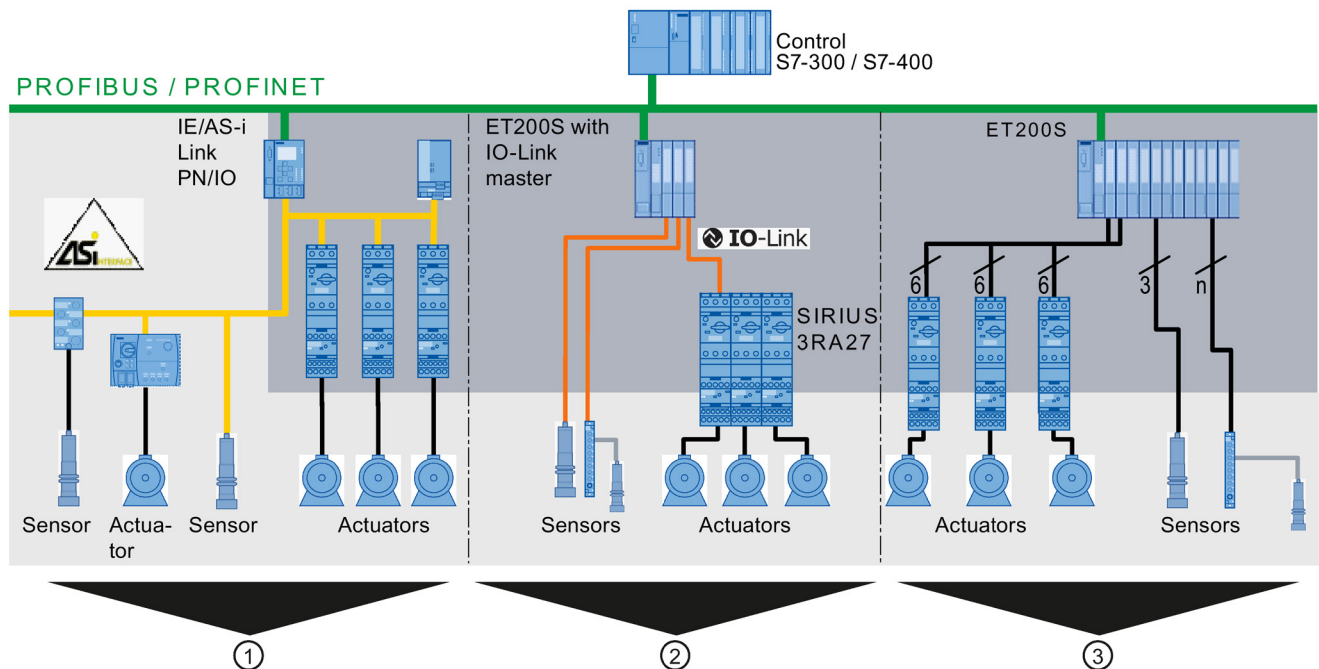 Control
S7-300 / S7-400
PROFIBUS / PROFINET
IE/AS-i
Link
PN/IO
ET200S with
IO-Link
master
ET200S
ASi
INTERFACE
IO-Link
6
6
6
3
n
SIRIUS
3RA27
Sensor
Actua-
tor
Sensor
Actuators
Sensors
Actuators
Actuators
Sensors
1
2
3